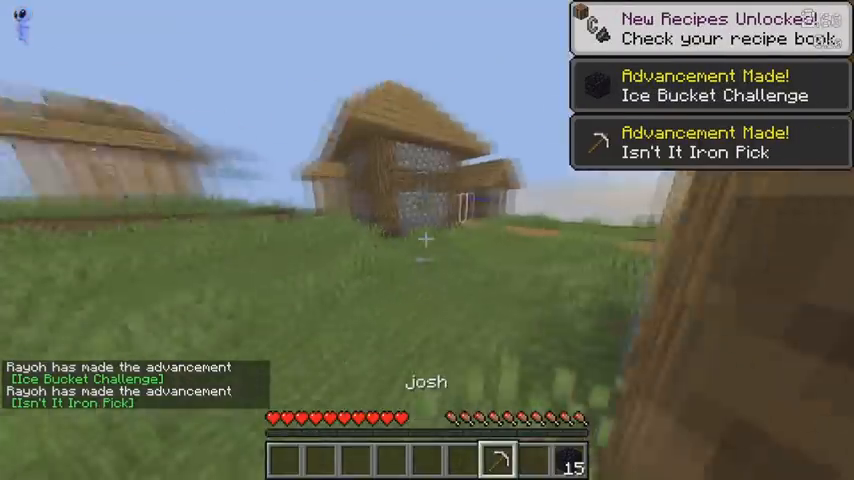 New Recipes Unlocked!
Check your recipe book.
Advancement Made!
Ice Bucket Challenge
Advancement Made!
Isn't It Iron Pick
Rayoh has made the advancement
[Ice Bucket Challenge]
Rayoh has made the advancement
[Isn't It Iron Pick]
josh
15